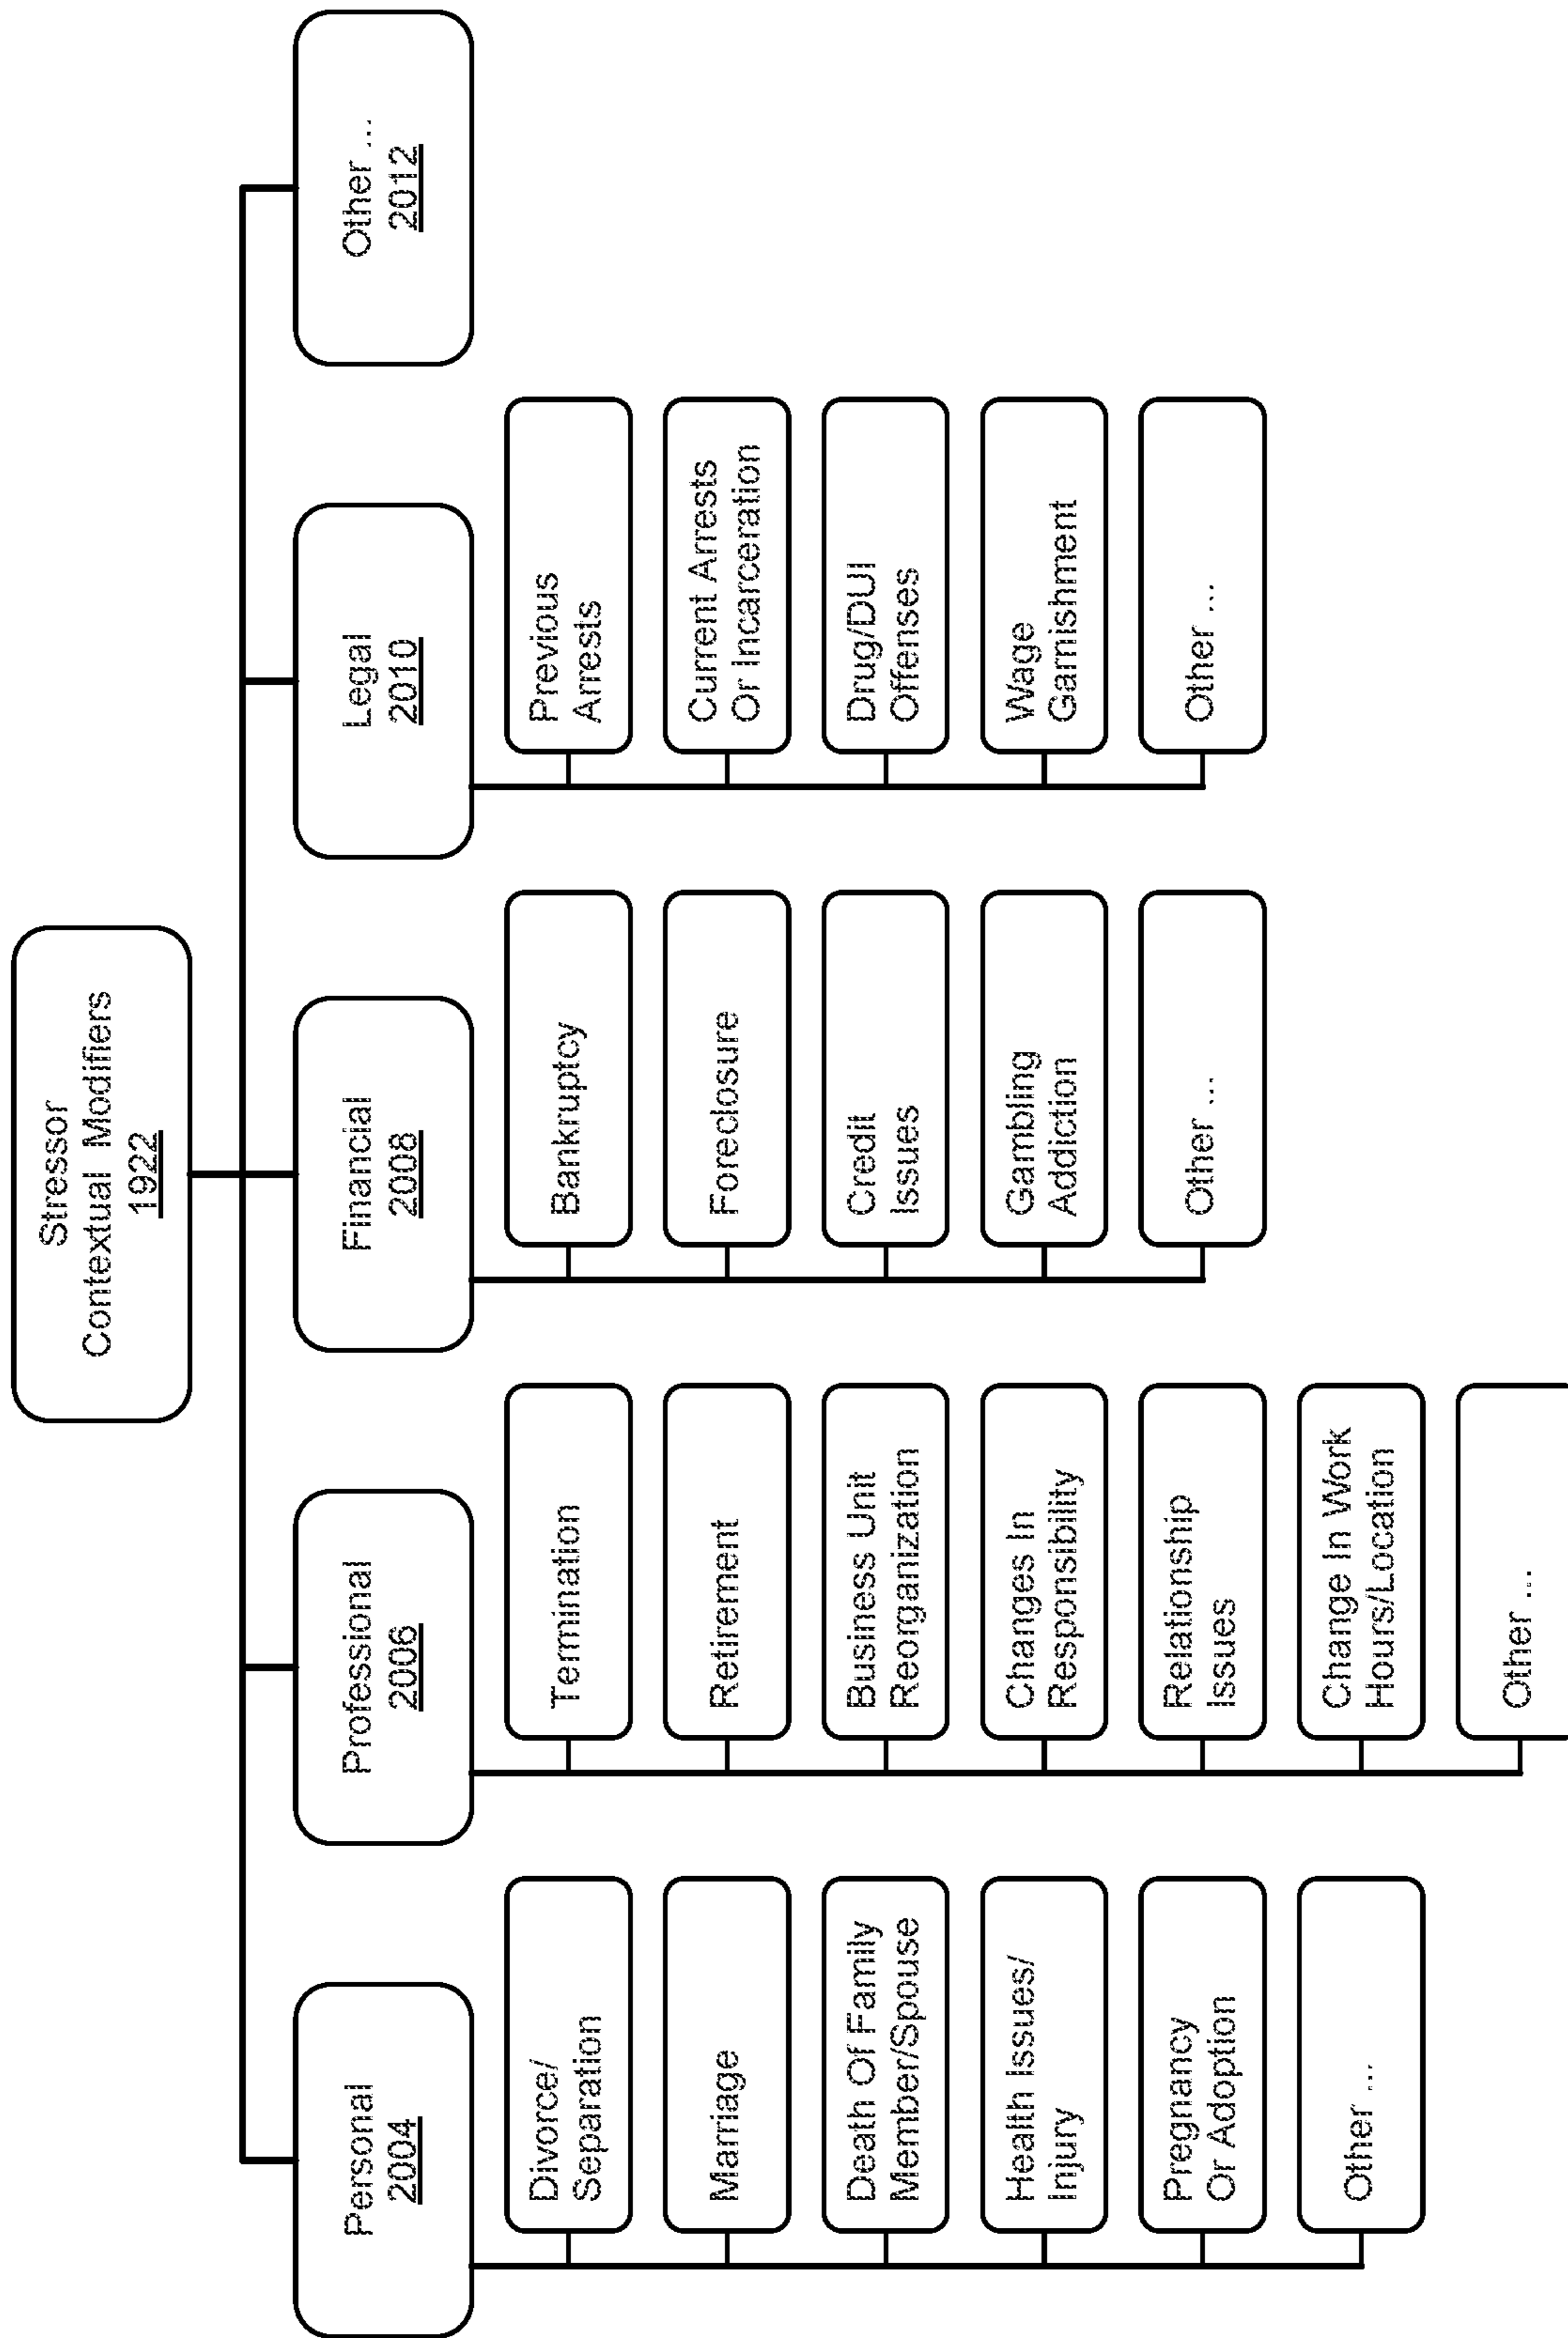 Stressor
Contextual Modifiers
1922
Personal
2004
Divorce/
Separation
Marriage
Death Of Family
Member/Spouse
Health Issues/
Injury
Pregnancy
Or Adoption
Other ...
Professional
2006
Termination
Retirement
Business Unit
Reorganization
Changes In
Responsibility
Relationship
Issues
Change In Work
Hours/Location
Other ...
Financial
2008
Bankruptcy
Foreclosure
Credit
Issues
Gambling
Addiction
Other ...
Legal
2010
Previous
Arrests
Current Arrests
Or Incarceration
Drug/DUI
Offenses
Wage
Garnishment
Other ...
Other ...
2012